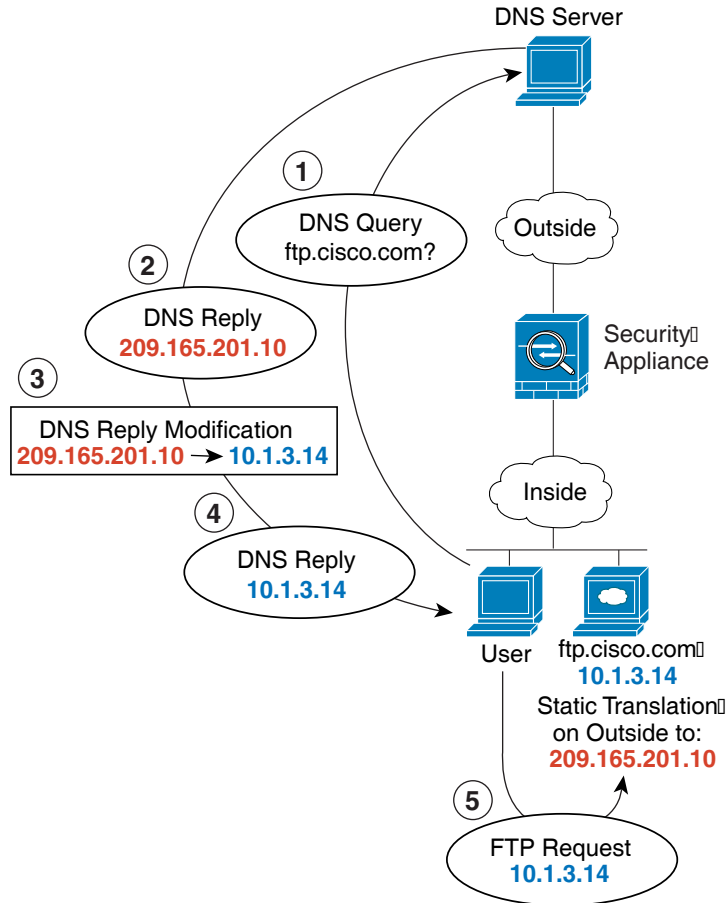 DNS Server
1
DNS Query
ftp.cisco.com?
Outside
2
DNS Reply
209.165.201.10
Security
Appliance
3
DNS Reply Modification
209.165.201.10 → 10.1.3.14
Inside
4
DNS Reply
10.1.3.14
User
ftp.cisco.com
10.1.3.14
Static Translation
on Outside to:
209.165.201.10
5
FTP Request
10.1.3.14